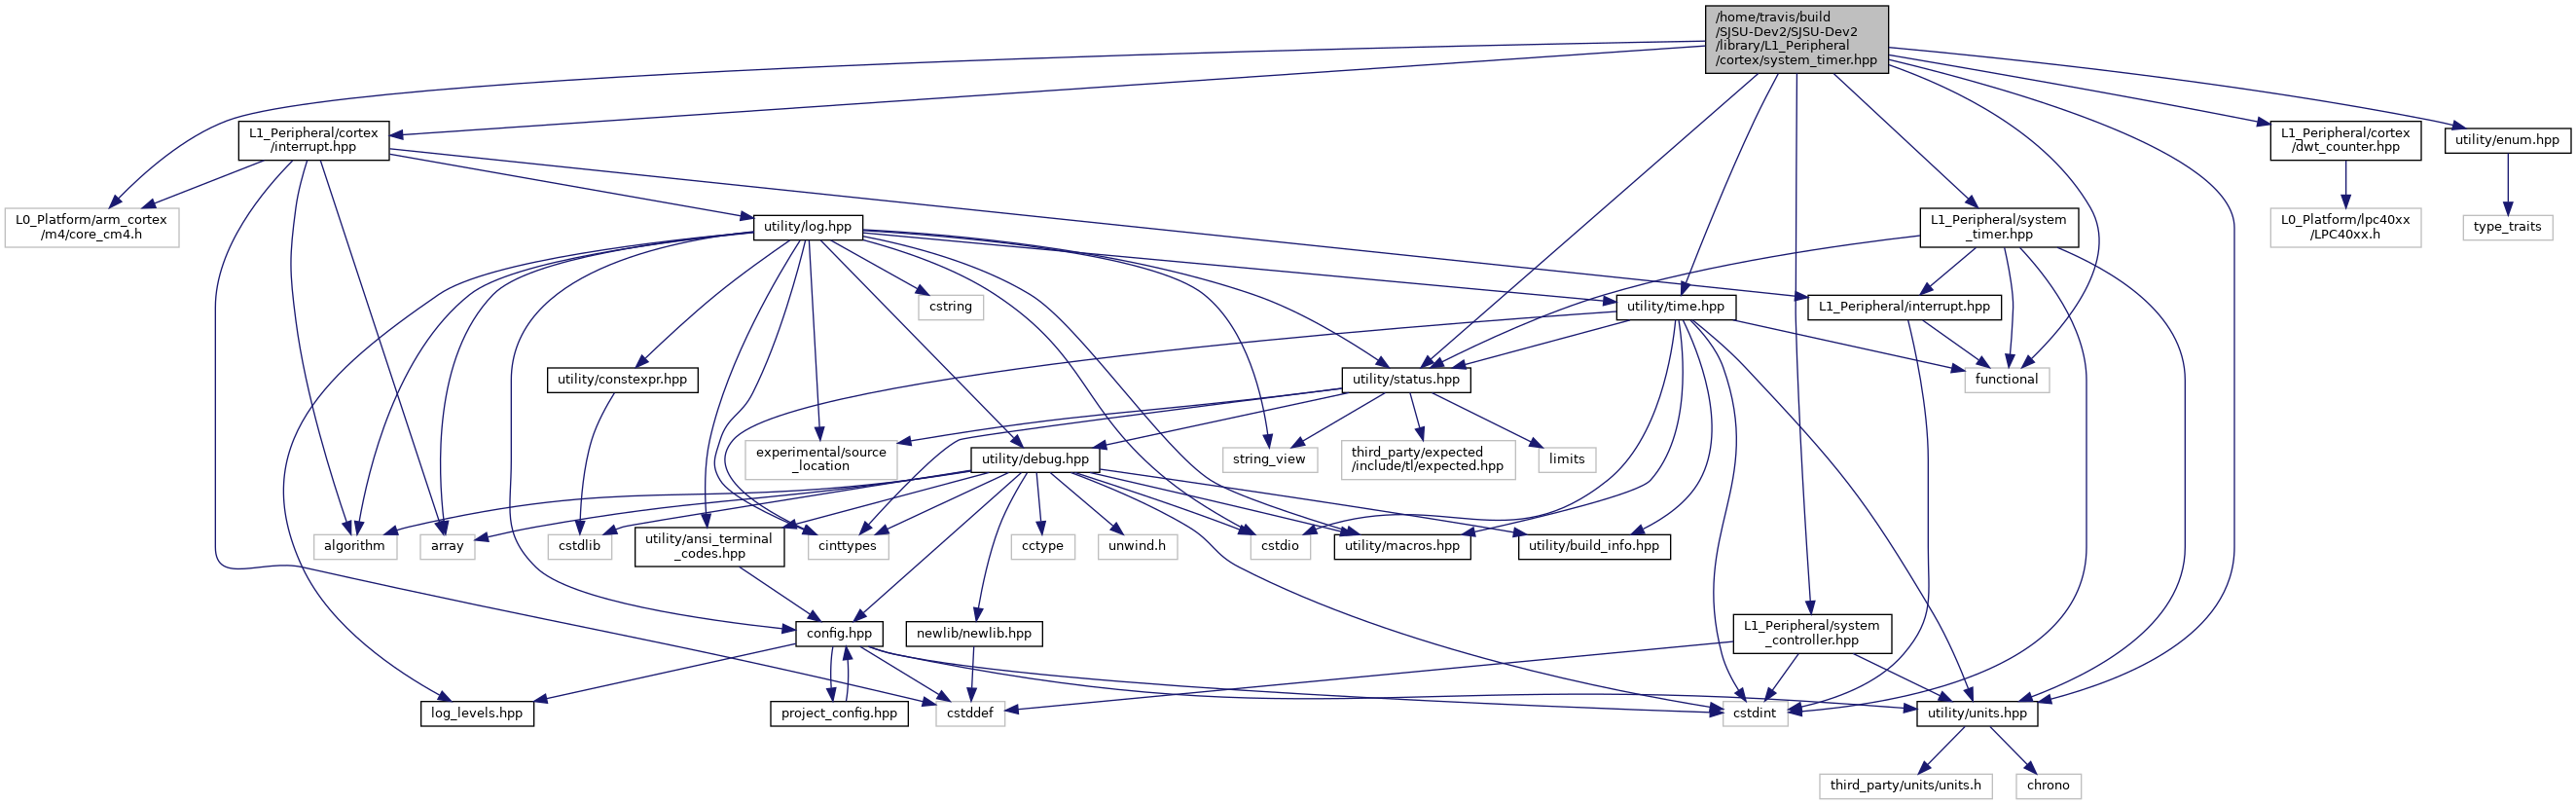 /home/travis/build
/SJSU-Dev2/SJSU-Dev2
/library/L1_Peripheral
/cortex/system_timer.hpp
L1_Peripheral/cortex
/interrupt.hpp
L1_Peripheral/cortex
/dwt_counter.hpp
utility/enum.hpp
L0_Platform/arm_cortex
/m4/core_cm4.h
utility/log.hpp
L1_Peripheral/system
_timer.hpp
L0_Platform/lpc40xx
/LPC40xx.h
type_traits
cstring
utility/time.hpp
L1_Peripheral/interrupt.hpp
utility/constexpr.hpp
utility/status.hpp
functional
experimental/source
_location
utility/debug.hpp
string_view
third_party/expected
/include/tl/expected.hpp
limits
algorithm
array
cstdlib
utility/ansi_terminal
_codes.hpp
cinttypes
cctype
unwind.h
cstdio
utility/macros.hpp
utility/build_info.hpp
config.hpp
newlib/newlib.hpp
L1_Peripheral/system
_controller.hpp
log_levels.hpp
project_config.hpp
cstddef
cstdint
utility/units.hpp
third_party/units/units.h
chrono